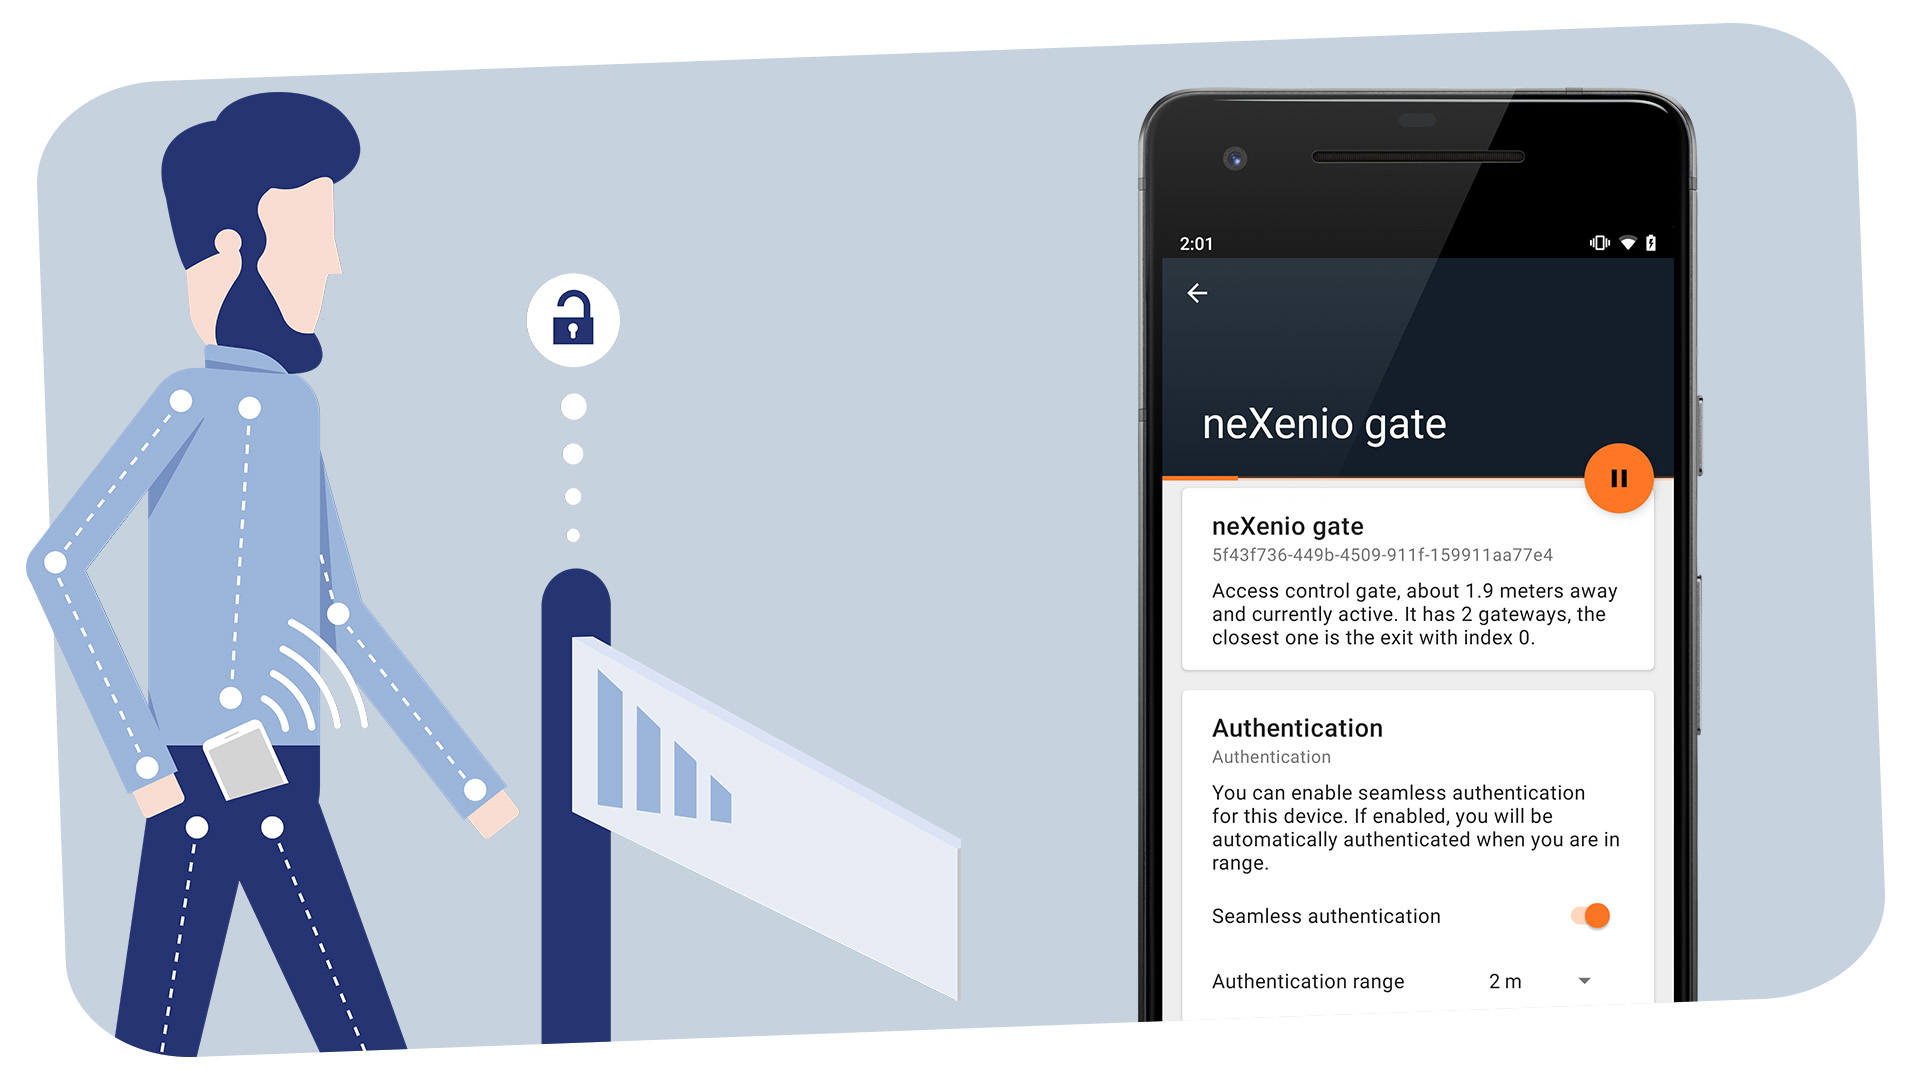 2:01
neXenio gate
neXenio gate
5f43f736-449b-4509-911f-159911aa77e4
Access control gate, about 1.9 meters away
and currently active. It has 2 gateways, the
closest one is the exit with index 0.
Authentication
Authentication
You can enable seamless authentication
for this device. If enabled, you will be
automatically authenticated when you are in
range.
Seamless authentication
Authentication range 2 m